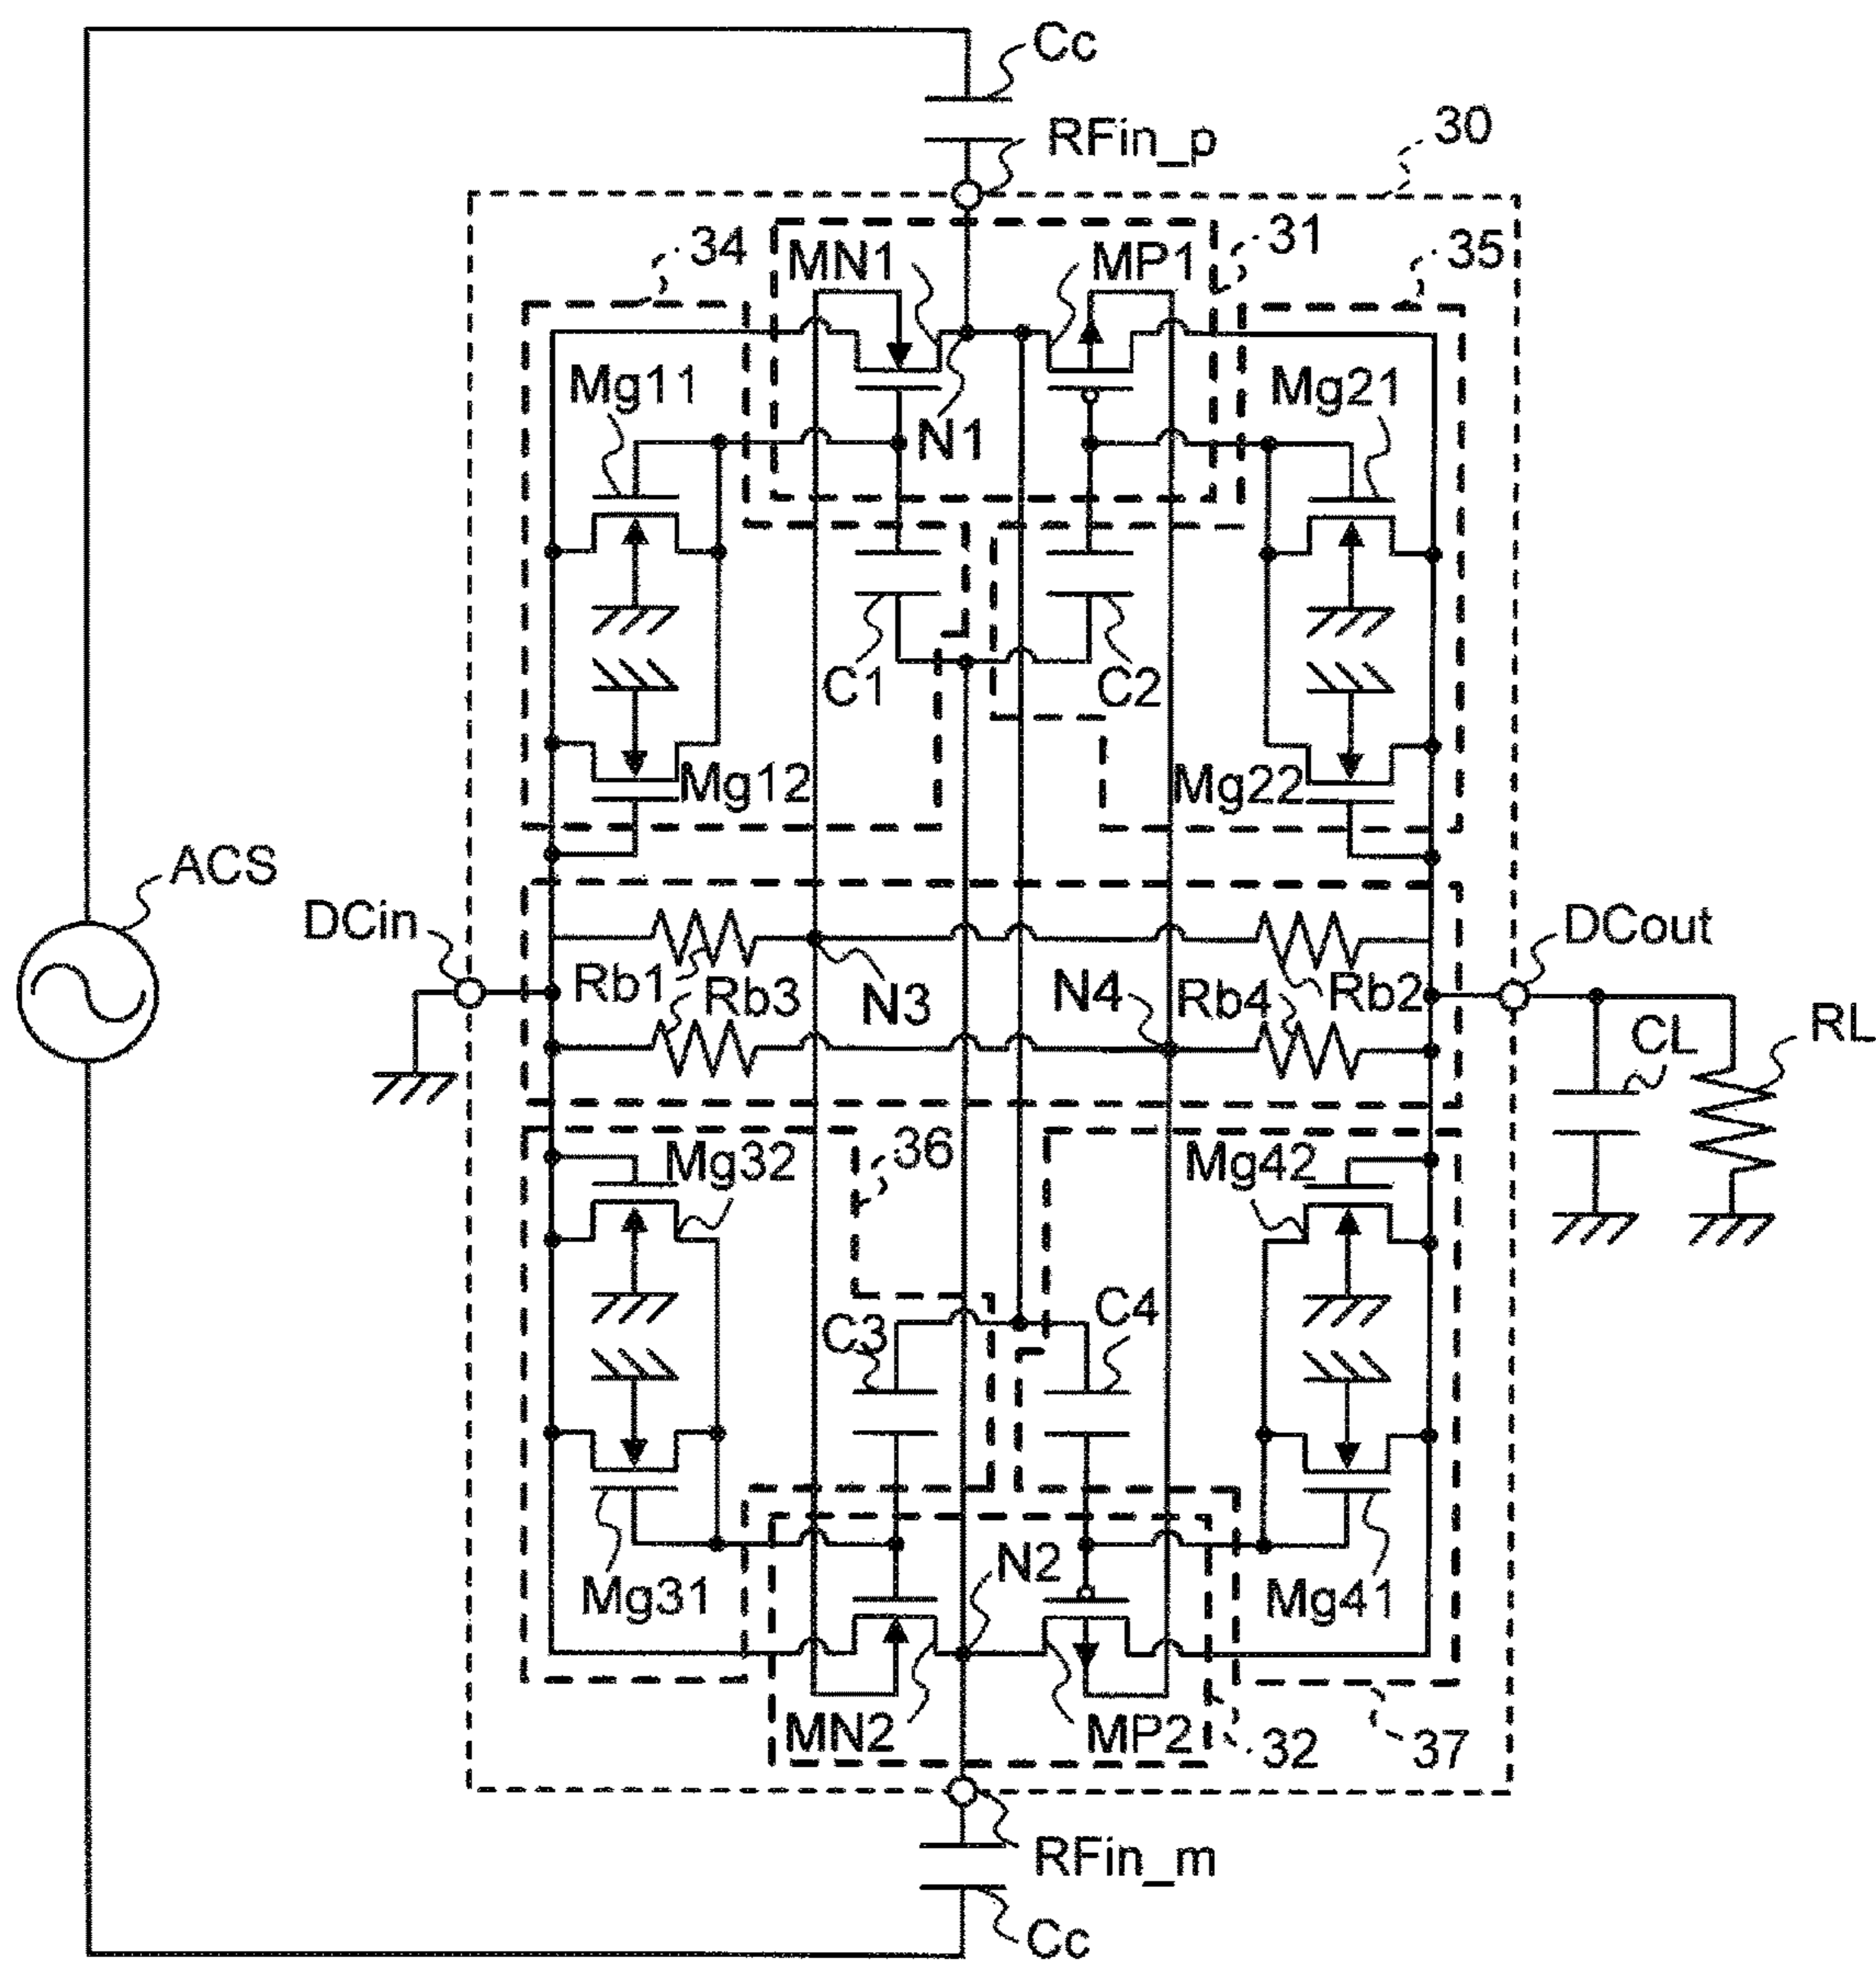 Cc
RFin_p
30
34
MN1
MP1
31
35
Mg11
N1
Mg21
C1
C2
Mg12
Mg22
ACS
DCin
DCout
Rb1
Rb3
N3
N4
Rb4
Rb2
CL
RL
Mg32
36
Mg42
C3
C4
Mg31
N2
Mg41
MN2
MP2
32
37
RFin_m
Cc